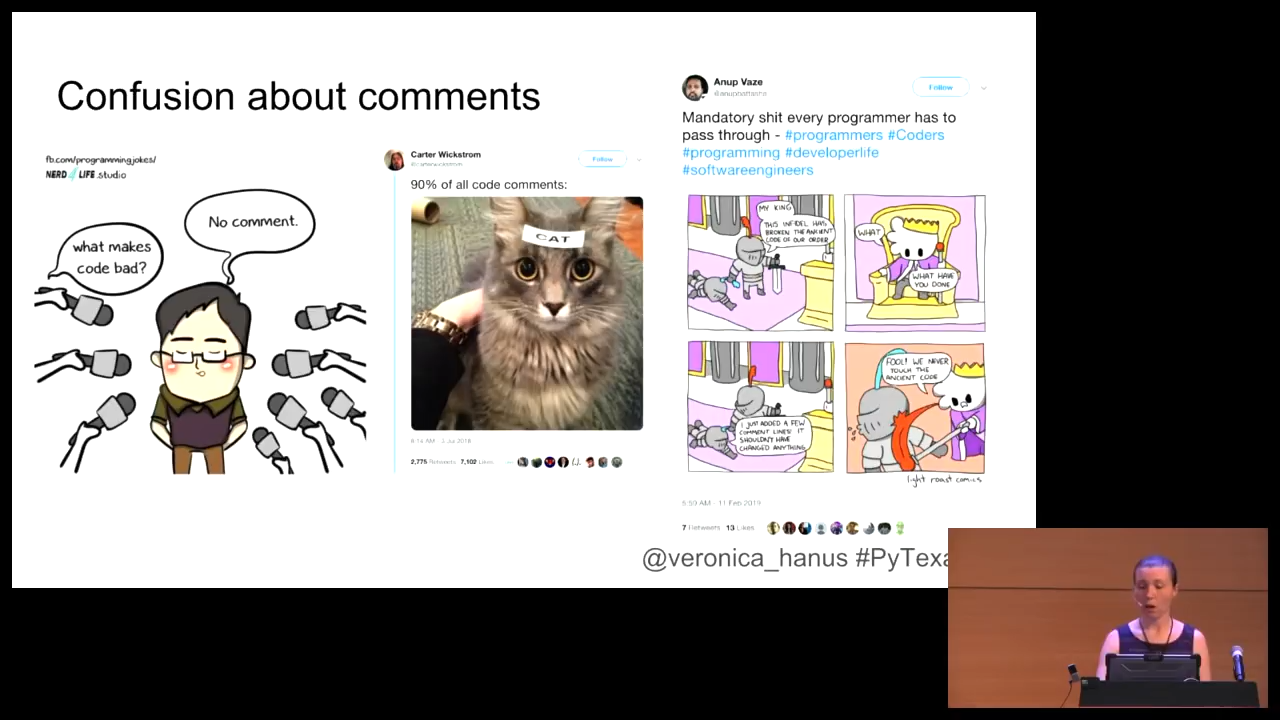 Confusion about comments
fb.com/programmingjokes/
NERD 4 LIFE studio
what makes
code bad?
No comment.
Carter Wickstrom
Follow
90% of all code comments:
CAT
2,775 Retweets 7,102 Likes
Anup Vaze
Follow
Mandatory shit every programmer has to
pass through - #programmers #Coders
#programming #developerlife
#softwareengineers
MY KING
THIS INFIDEL HAS
BROKEN THE ANCIENT
CODE OF OUR ORDER
WHAT
WHAT HAVE
YOU DONE
I JUST ADDED A FEW
COMMENT LINES! IT
SHOULDN'T HAVE
CHANGED ANYTHING
FOOL! WE NEVER
TOUCH THE
ANCIENT CODE
light roast comics
5:59 AM - 11 Feb 2019
7 Retweets 13 Likes
@veronica_hanus #PyTexa